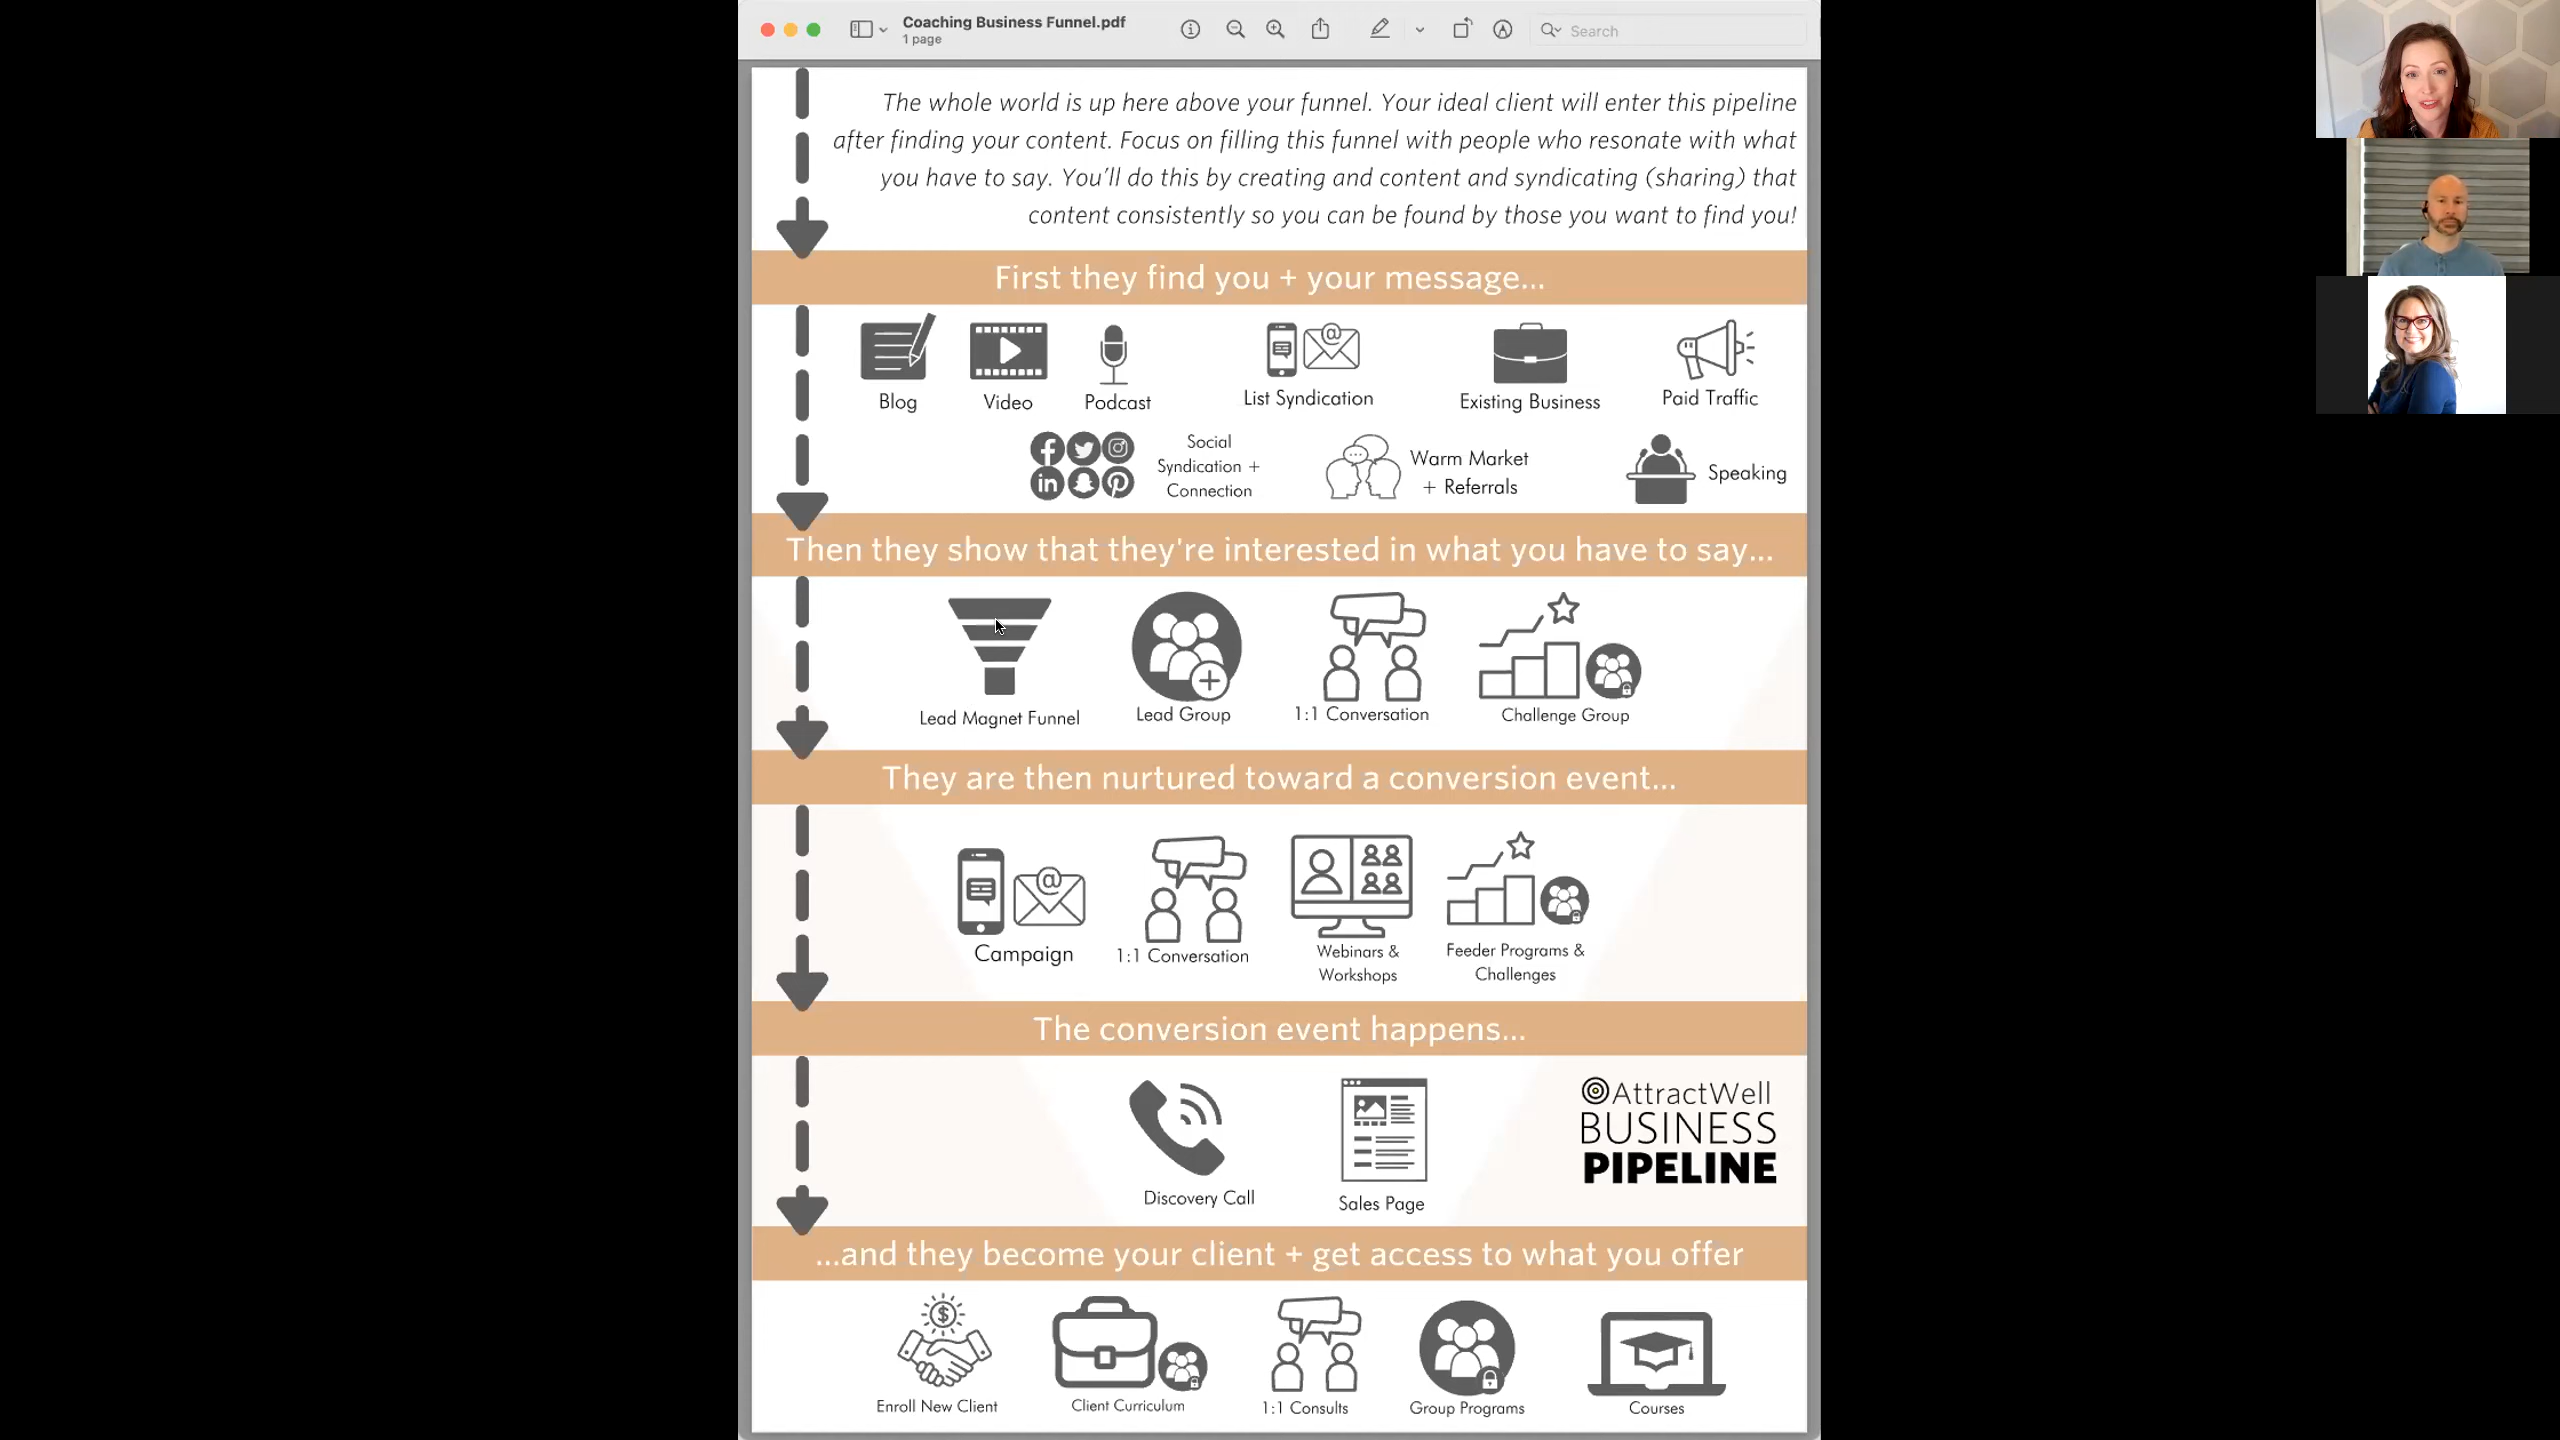 Coaching Business Funnel.pdf
1 page
Search
The whole world is up here above your funnel. Your ideal client will enter this pipeline
after finding your content. Focus on filling this funnel with people who resonate with what
you have to say. You'll do this by creating and content and syndicating (sharing) that
content consistently so you can be found by those you want to find you!
First they find you + your message...
Blog
Video
Podcast
List Syndication
Existing Business
Paid Traffic
Social
Syndication +
Connection
Warm Market
+ Referrals
Speaking
Then they show that they're interested in what you have to say...
Lead Magnet Funnel
Lead Group
1:1 Conversation
Challenge Group
They are then nurtured toward a conversion event...
Campaign
1:1 Conversation
Webinars &
Workshops
Feeder Programs &
Challenges
The conversion event happens...
Discovery Call
Sales Page
AttractWell
BUSINESS
PIPELINE
...and they become your client + get access to what you offer
Enroll New Client
Client Curriculum
1:1 Consults
Group Programs
Courses